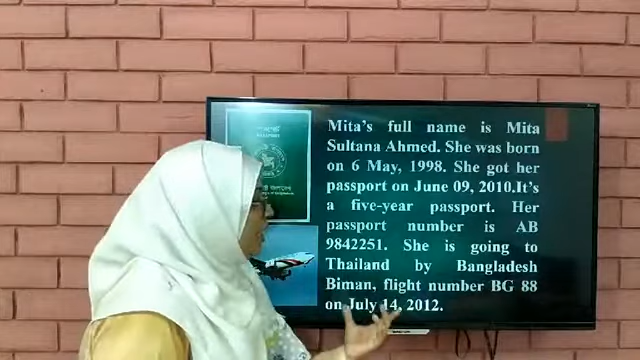 Mita's full name is Mita
Sultana Ahmed. She was born
on 6 May, 1998. She got her
passport on June 09, 2010.It's
a five-year passport. Her
passport number is AB
9842251. She is going to
Thailand by Bangladesh
Biman, flight number BG 88
on July 14, 2012.